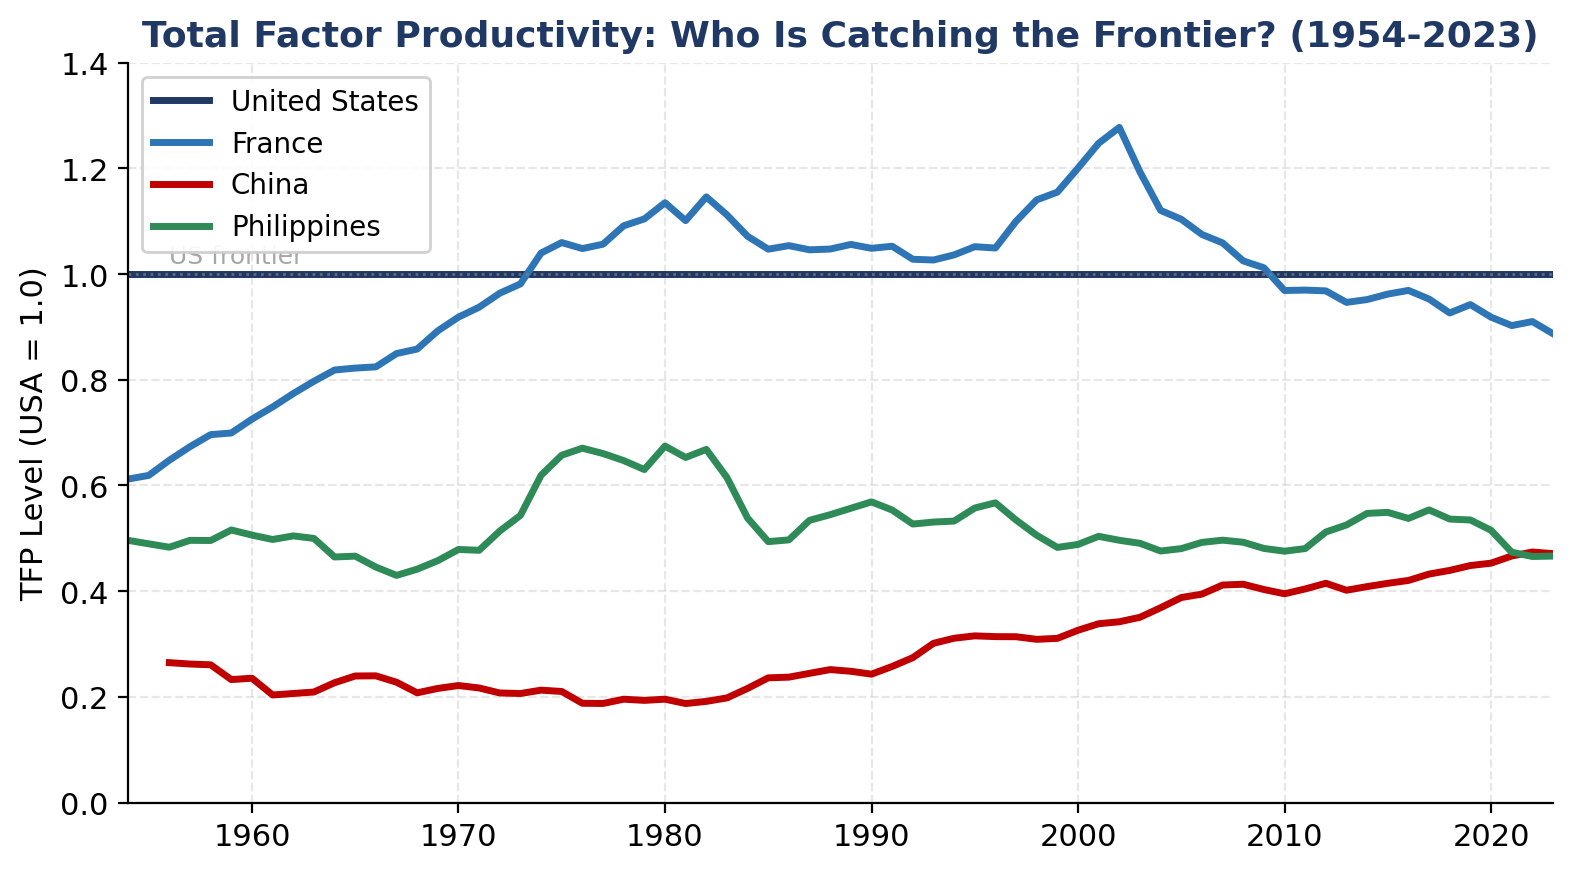 Total Factor Productivity: Who Is Catching the Frontier? (1954-2023)
TFP Level (USA = 1.0)
1.4
1.2
1.0
0.8
0.6
0.4
0.2
0.0
United States
France
China
Philippines
US frontier
1960 1970 1980 1990 2000 2010 2020